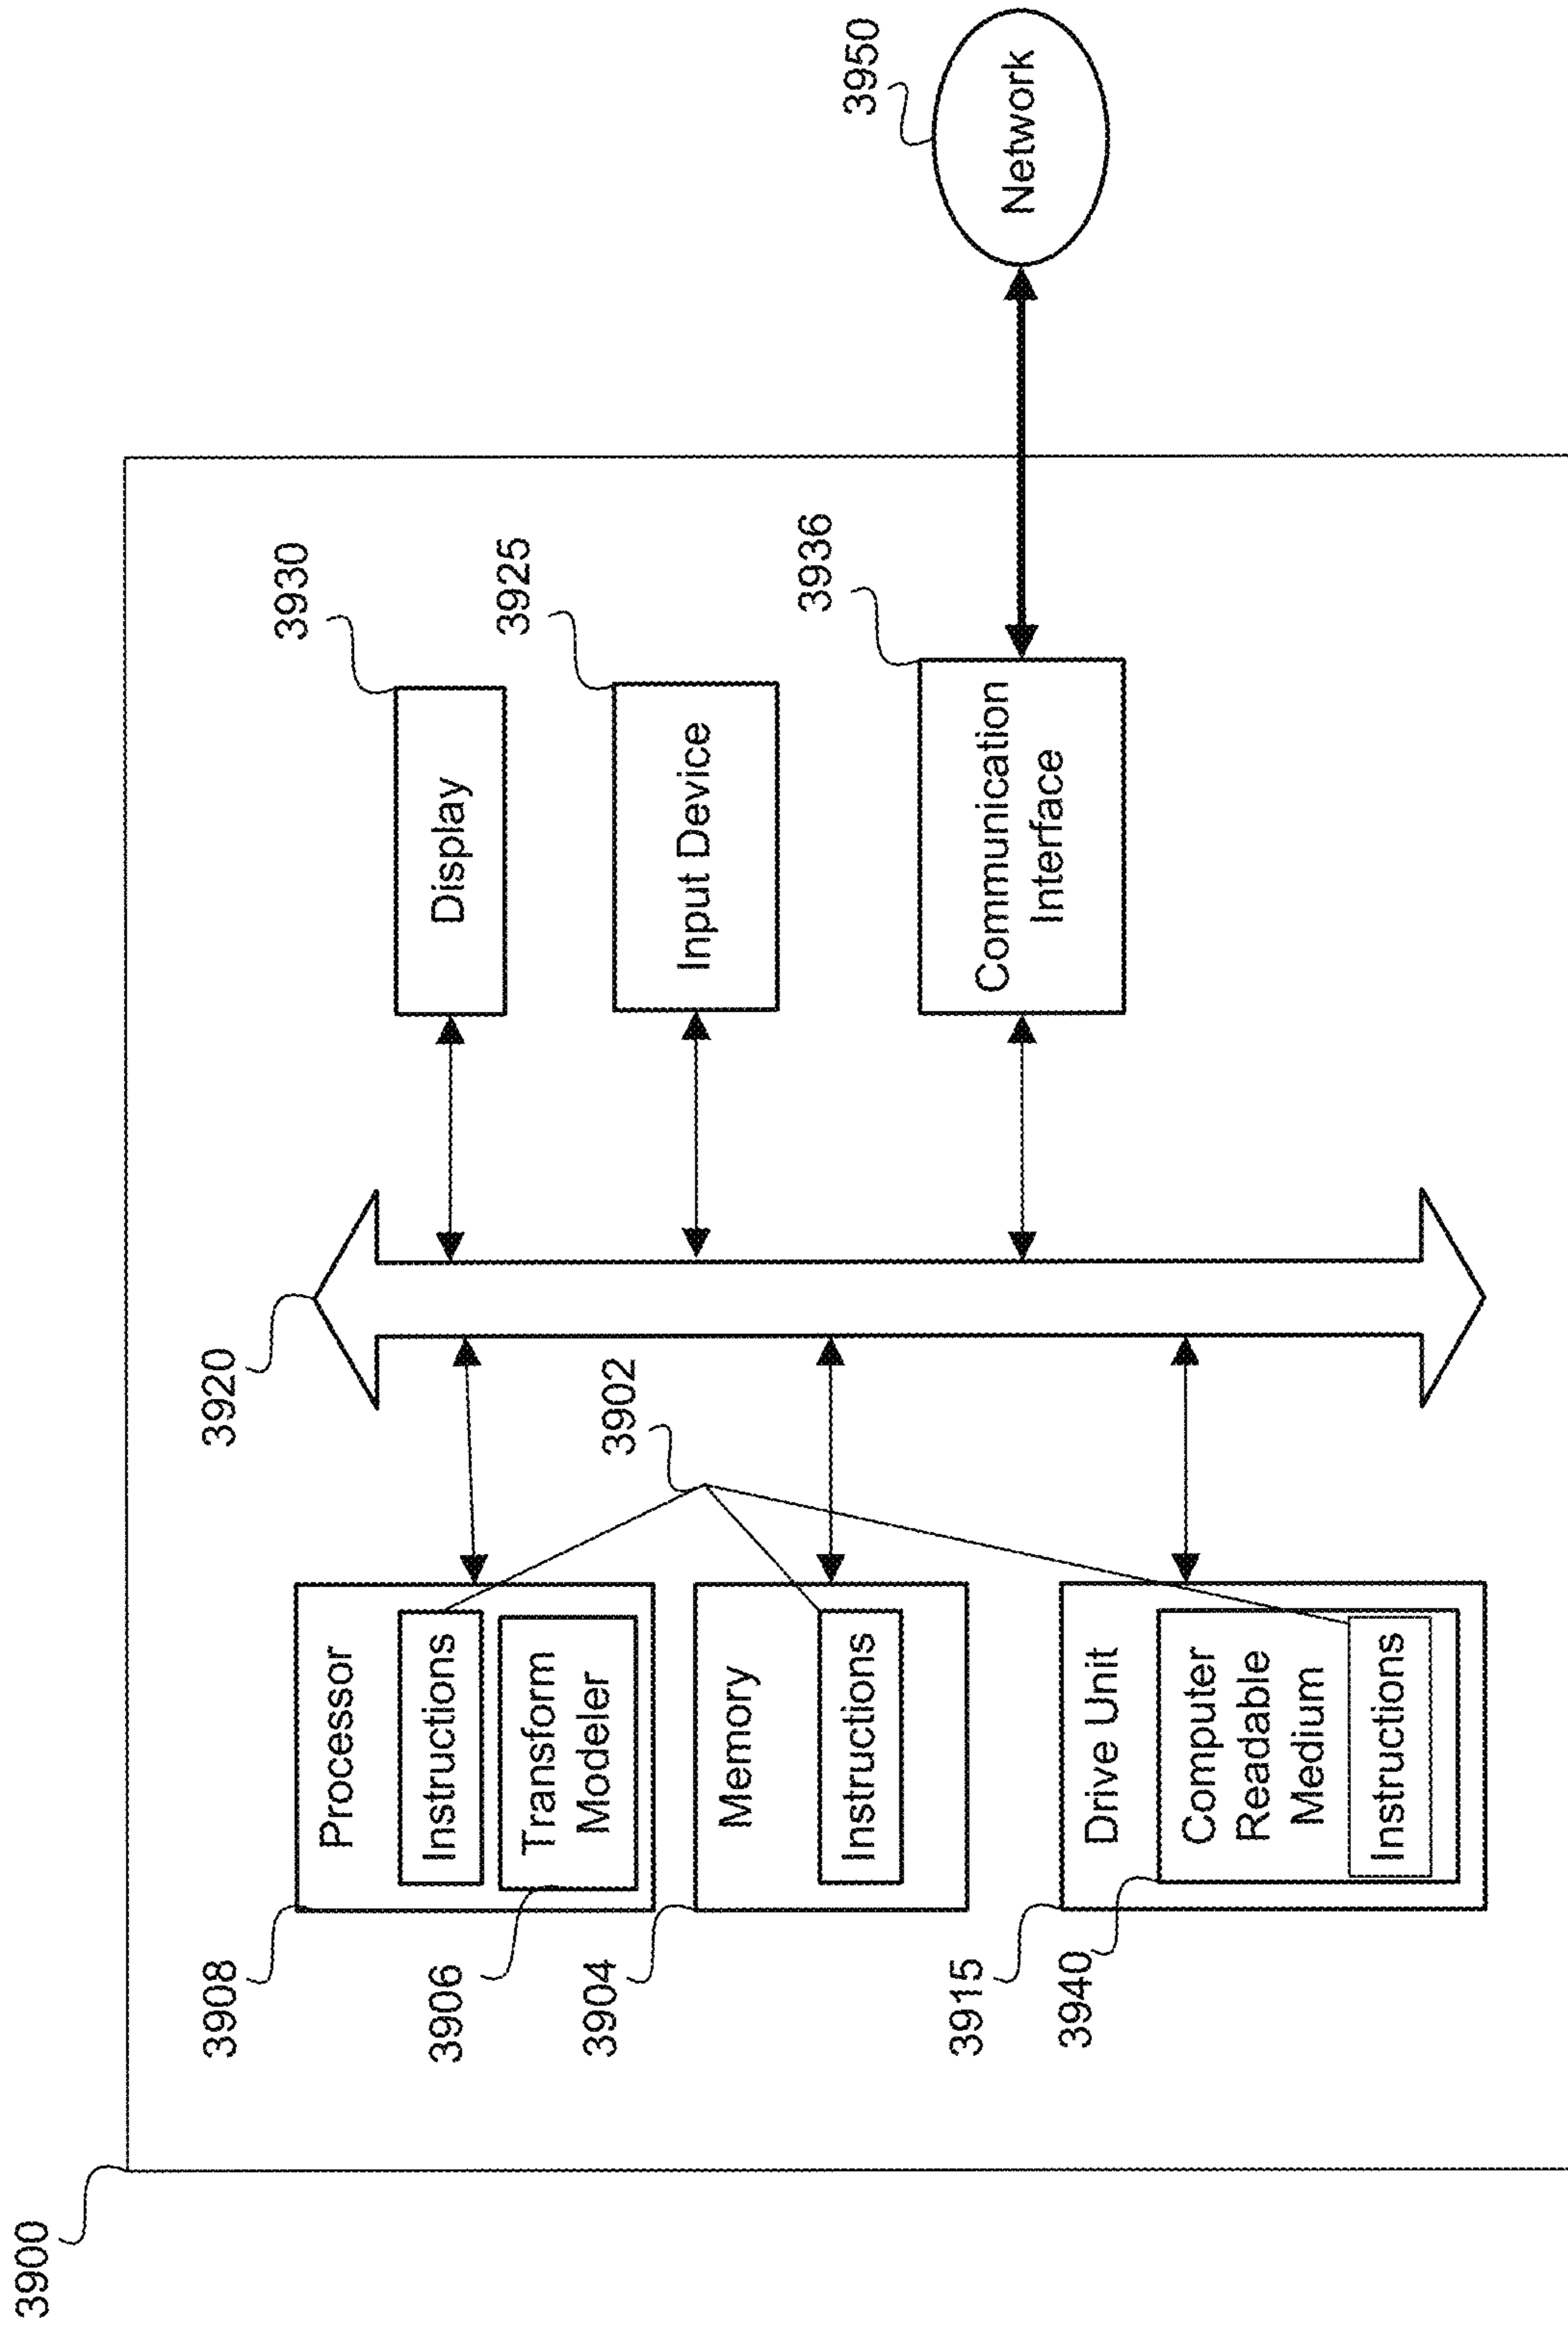 3900
3908
Processor
Instructions
Transform
Modeler
3906
3904
Memory
Instructions
3915
Drive Unit
3940
Computer
Readable
Medium
Instructions
3902
3920
3930
Display
3925
Input Device
3936
Communication
Interface
3950
Network